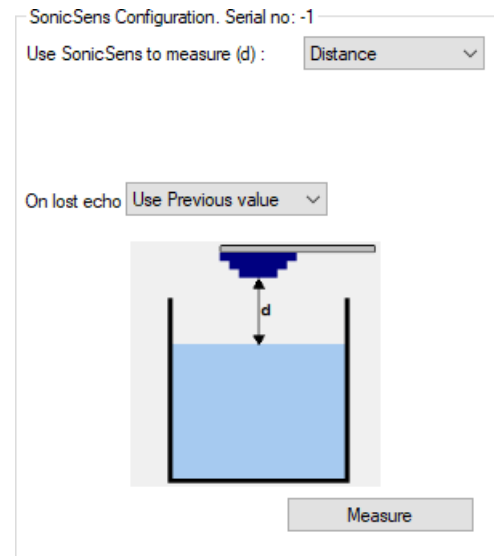 SonicSens Configuration. Serial no: -1
Use SonicSens to measure (d) : Distance
On lost echo Use Previous value
d
Measure